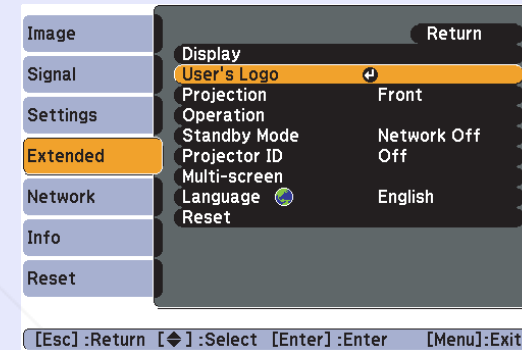 Image
Signal
Settings
Extended
Network
Info
Reset
Return
Display
User's Logo
Projection Front
Operation
Standby Mode Network Off
Projector ID Off
Multi-screen
Language English
Reset
[Esc] :Return [◆] :Select [Enter] :Enter [Menu]:Exit